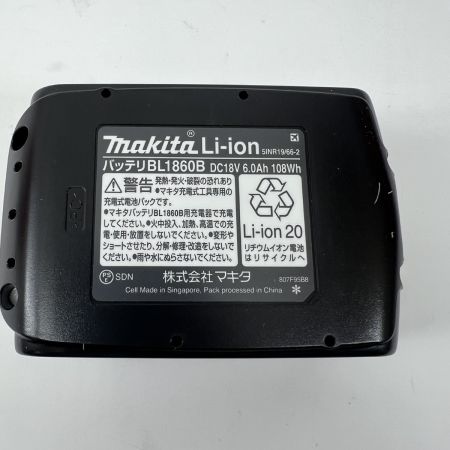 makita® Li-ion 5INR19/66-2
バッテリBL1860B DC18V 6.0Ah 108Wh
警告 発熱・発火・破裂の恐れあり
●マキタ充電式工具専用の
充電式電池パックです。
●マキタバッテリBL1860B用充電器で充電
してください。●火中投入、加熱、高温での充
電・使用・放置をしないでください。●変形や
ショートさせたり、分解・修理・改造をしないで
ください。●雨や水にぬらさないでください。
Li-ion 20
リチウムイオン電池
はリサイクルへ
PS E SDN 株式会社マキタ 807F95B8
Cell Made in Singapore. Pack processed in China